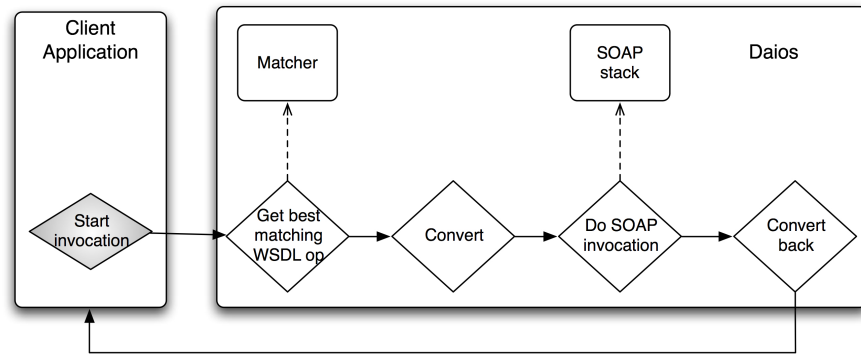 Client
Application
Matcher
SOAP
stack
Daios
Start
invocation
Get best
matching
WSDL op
Convert
Do SOAP
invocation
Convert
back